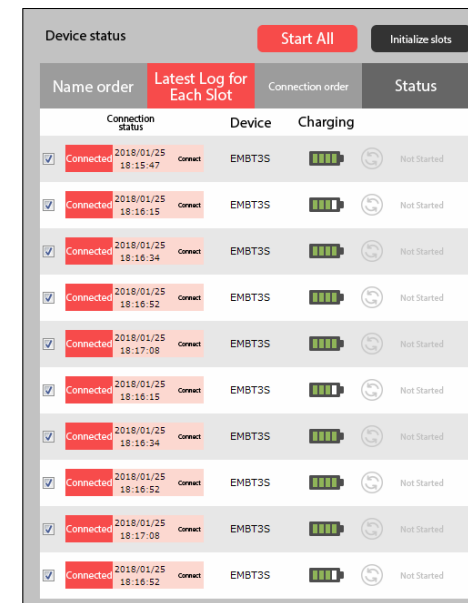 Device status Start All Initialize slots
Name order Latest Log for Each Slot Connection order Status
Connection status Device Charging
Connected 2018/01/25 18:15:47 Connect EMBT3S Not Started
Connected 2018/01/25 18:16:15 Connect EMBT3S Not Started
Connected 2018/01/25 18:16:34 Connect EMBT3S Not Started
Connected 2018/01/25 18:16:52 Connect EMBT3S Not Started
Connected 2018/01/25 18:17:08 Connect EMBT3S Not Started
Connected 2018/01/25 18:16:15 Connect EMBT3S Not Started
Connected 2018/01/25 18:16:34 Connect EMBT3S Not Started
Connected 2018/01/25 18:16:52 Connect EMBT3S Not Started
Connected 2018/01/25 18:17:08 Connect EMBT3S Not Started
Connected 2018/01/25 18:16:52 Connect EMBT3S Not Started